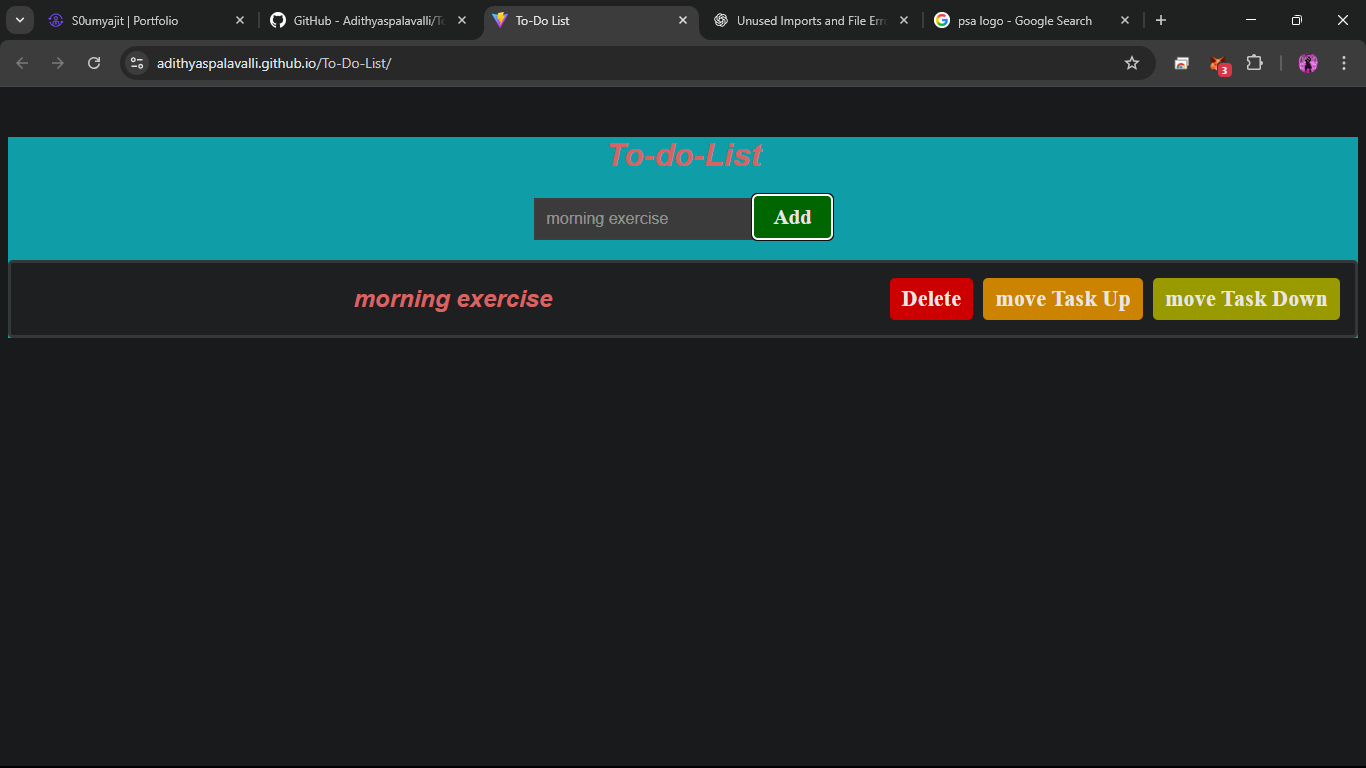 S0umyajit | Portfolio
GitHub - Adithyaspalavalli/To
To-Do List
Unused Imports and File Err
psa logo - Google Search
adithyaspalavalli.github.io/To-Do-List/
3
To-do-List
morning exercise
Add
morning exercise
Delete
move Task Up
move Task Down